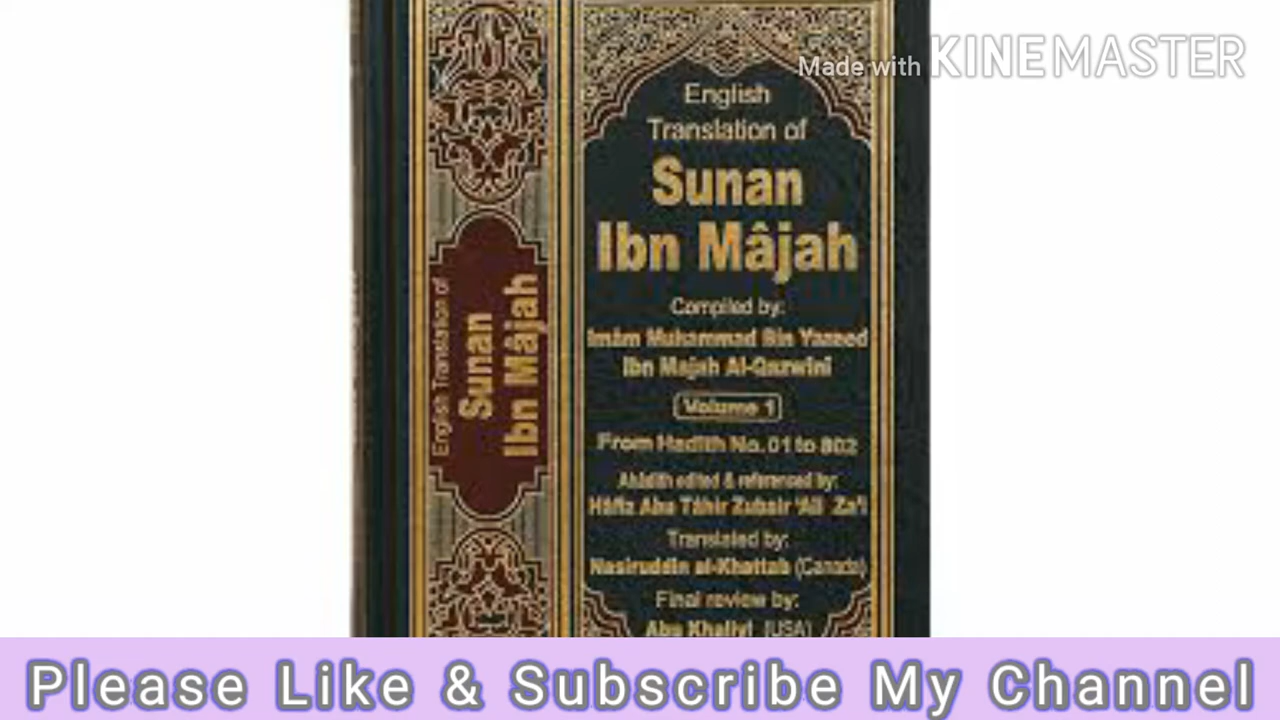 Made with KINEMASTER
English
Translation of
Sunan
Ibn Mâjah
Compiled by:
Imâm Muhammad Bin Yazeed
Ibn Majah Al-Qazwinî
Volume 1
From Hadith No. 01 to 802
Ahâdith edited & referenced by:
Hâfiz Abu Tâhir Zubair 'Ali Za'i
Translated by:
Nasiruddin al-Khattab (Canada)
Final review by:
Abu Khaliyl (USA)
English Translation of
Sunan
Ibn Mâjah
Please Like & Subscribe My Channel